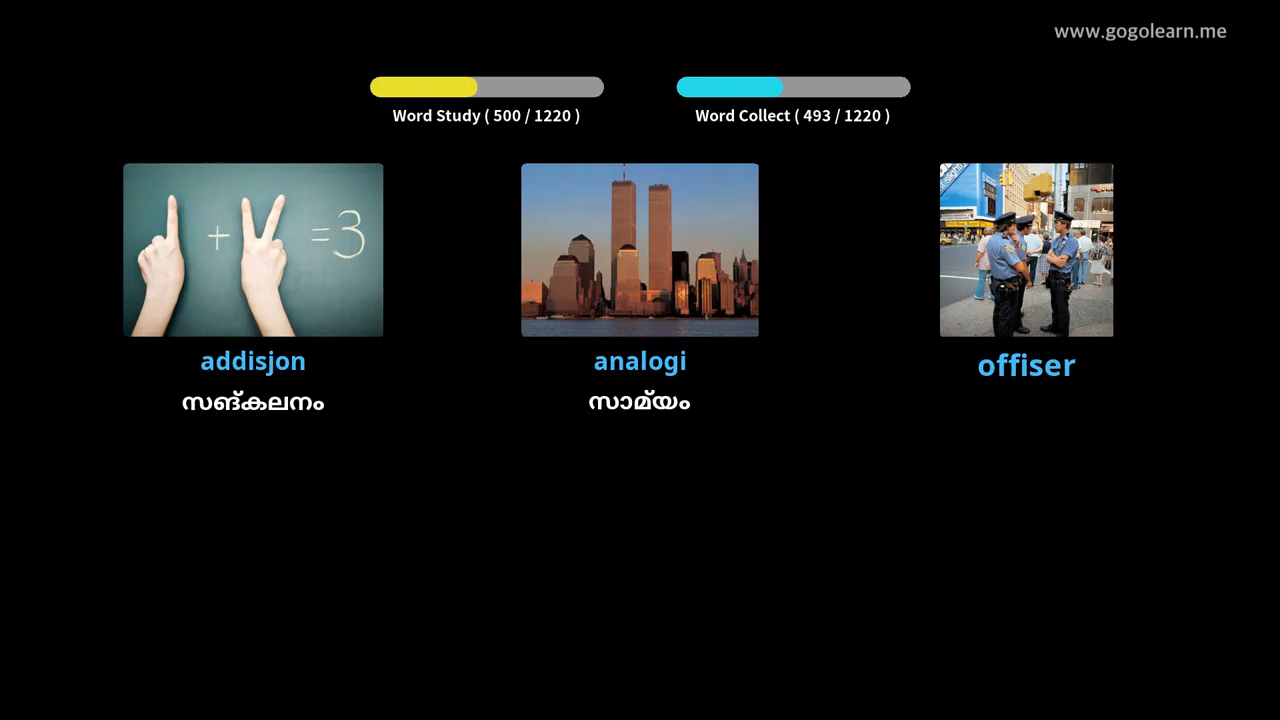 www.gogolearn.me
Word Study ( 500 / 1220 )
Word Collect ( 493 / 1220 )
+ =3
addisjon
analogi
offiser
സങ്കലനം
സാമ്യം